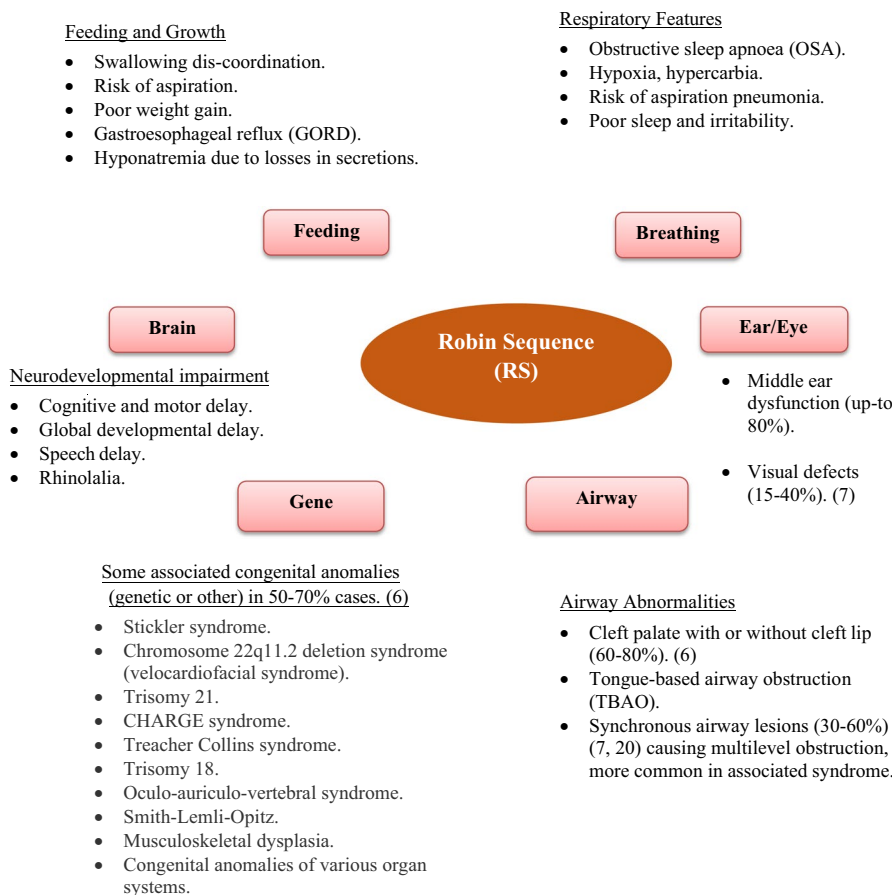 Feeding and Growth
• Swallowing dis-coordination.
• Risk of aspiration.
• Poor weight gain.
• Gastroesophageal reflux (GORD).
• Hyponatremia due to losses in secretions.
Respiratory Features
• Obstructive sleep apnoea (OSA).
• Hypoxia, hypercarbia.
• Risk of aspiration pneumonia.
• Poor sleep and irritability.
Feeding
Breathing
Brain
Robin Sequence
(RS)
Ear/Eye
Neurodevelopmental impairment
• Cognitive and motor delay.
• Global developmental delay.
• Speech delay.
• Rhinolalia.
• Middle ear
dysfunction (up-to
80%).
• Visual defects
(15-40%). (7)
Gene
Airway
Some associated congenital anomalies
(genetic or other) in 50-70% cases. (6)
• Stickler syndrome.
• Chromosome 22q11.2 deletion syndrome
(velocardiofacial syndrome).
• Trisomy 21.
• CHARGE syndrome.
• Treacher Collins syndrome.
• Trisomy 18.
• Oculo-auriculo-vertebral syndrome.
• Smith-Lemli-Opitz.
• Musculoskeletal dysplasia.
• Congenital anomalies of various organ
systems.
Airway Abnormalities
• Cleft palate with or without cleft lip
(60-80%). (6)
• Tongue-based airway obstruction
(TBAO).
• Synchronous airway lesions (30-60%)
(7, 20) causing multilevel obstruction,
more common in associated syndrome.